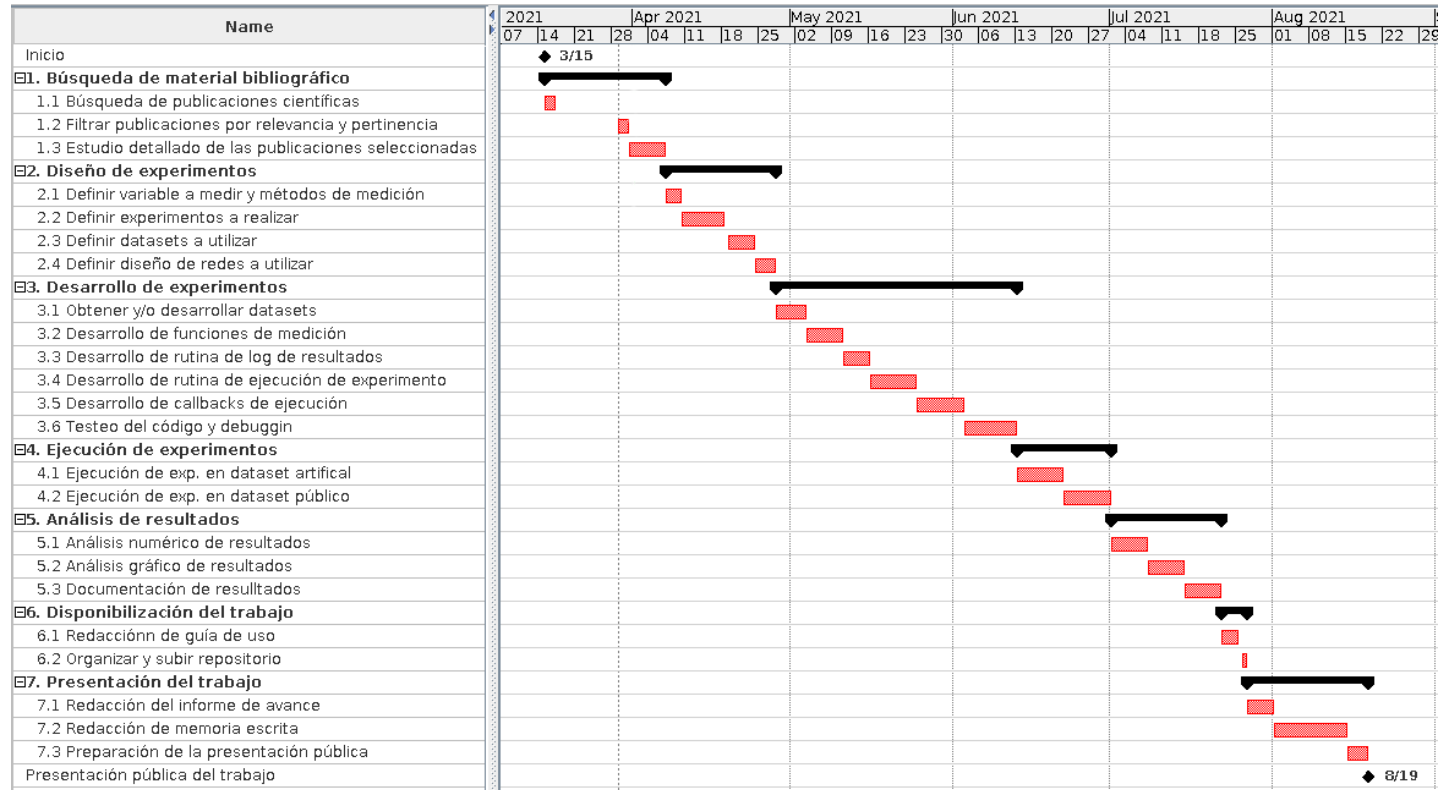 Name
2021 Apr 2021 May 2021 Jun 2021 Jul 2021 Aug 2021
07 14 21 28 04 11 18 25 02 09 16 23 30 06 13 20 27 04 11 18 25 01 08 15 22 29
Inicio 3/15
1. Búsqueda de material bibliográfico
1.1 Búsqueda de publicaciones científicas
1.2 Filtrar publicaciones por relevancia y pertinencia
1.3 Estudio detallado de las publicaciones seleccionadas
2. Diseño de experimentos
2.1 Definir variable a medir y métodos de medición
2.2 Definir experimentos a realizar
2.3 Definir datasets a utilizar
2.4 Definir diseño de redes a utilizar
3. Desarrollo de experimentos
3.1 Obtener y/o desarrollar datasets
3.2 Desarrollo de funciones de medición
3.3 Desarrollo de rutina de log de resultados
3.4 Desarrollo de rutina de ejecución de experimento
3.5 Desarrollo de callbacks de ejecución
3.6 Testeo del código y debuggin
4. Ejecución de experimentos
4.1 Ejecución de exp. en dataset artifical
4.2 Ejecución de exp. en dataset público
5. Análisis de resultados
5.1 Análisis numérico de resultados
5.2 Análisis gráfico de resultados
5.3 Documentación de resulltados
6. Disponibilización del trabajo
6.1 Redacciónn de guía de uso
6.2 Organizar y subir repositorio
7. Presentación del trabajo
7.1 Redacción del informe de avance
7.2 Redacción de memoria escrita
7.3 Preparación de la presentación pública
Presentación pública del trabajo 8/19